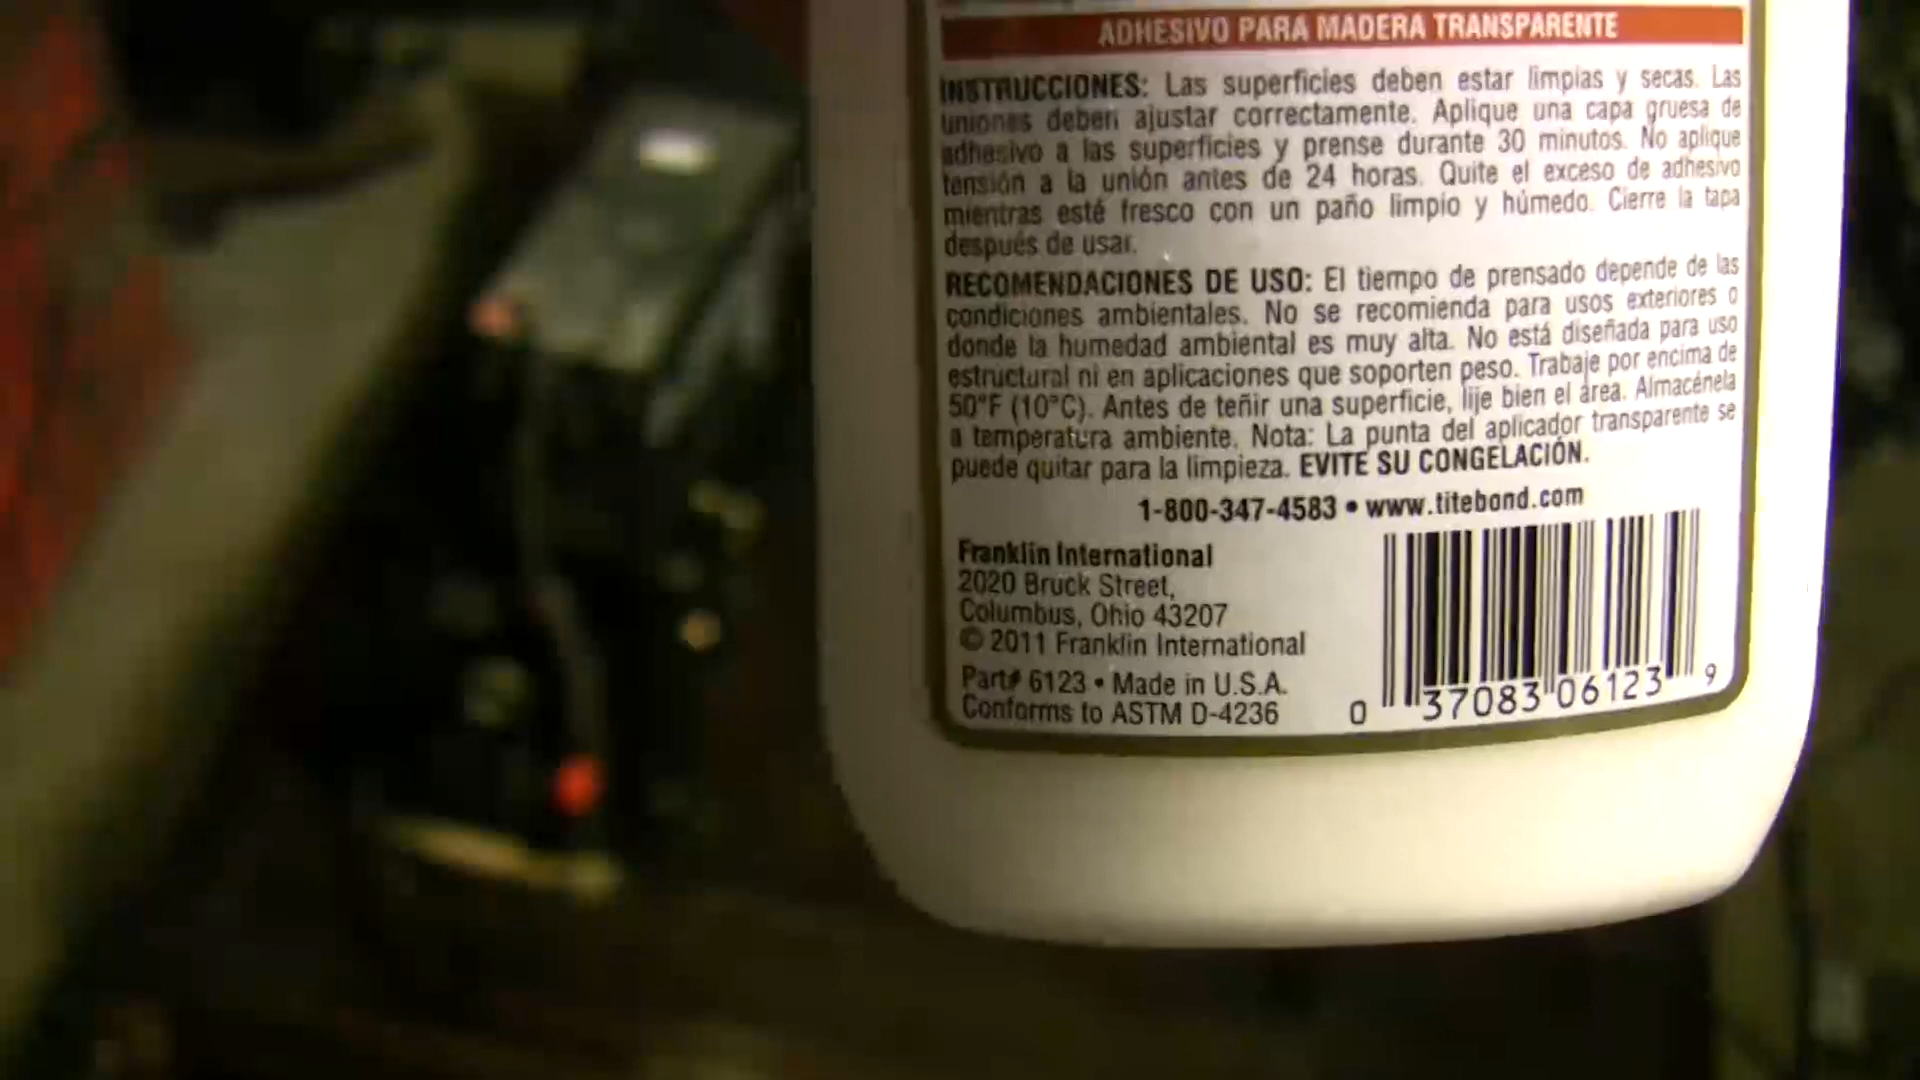 ADHESIVO PARA MADERA TRANSPARENTE
INSTRUCCIONES: Las superficies deben estar limpias y secas. Las
uniones deben ajustar correctamente. Aplique una capa gruesa de
adhesivo a las superficies y prense durante 30 minutos. No aplique
tensión a la unión antes de 24 horas. Quite el exceso de adhesivo
mientras esté fresco con un paño limpio y húmedo. Cierre la tapa
después de usar.
RECOMENDACIONES DE USO: El tiempo de prensado depende de las
condiciones ambientales. No se recomienda para usos exteriores o
donde la humedad ambiental es muy alta. No está diseñada para uso
estructural ni en aplicaciones que soporten peso. Trabaje por encima de
50°F (10°C). Antes de teñir una superficie, lije bien el área. Almacénela
a temperatura ambiente. Nota: La punta del aplicador transparente se
puede quitar para la limpieza. EVITE SU CONGELACIÓN.
1-800-347-4583 • www.titebond.com
Franklin International
2020 Bruck Street,
Columbus, Ohio 43207
© 2011 Franklin International
Part# 6123 • Made in U.S.A.
Conforms to ASTM D-4236
0 37083 06123 9